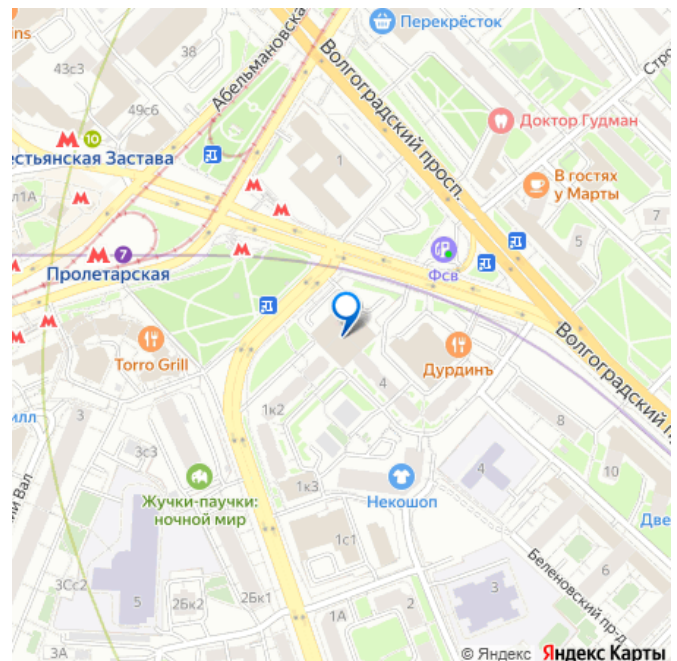 ins
Перекрёсток
38
43с3
Абельмановска
Волгоградский просп.
Стро
49с6
10
естьянская Застава
Доктор Гудман
1
В гостях
у Марты
л1А
7
5
7
Пролетарская
Фсв
Волгоградский п
Torro Grill
Дурдинъ
4
1к2
3
илл
8
3с3
1к3
4
10
Жучки-паучки:
ночной мир
Некошоп
ий Вал
Две
1с1
Беленовский пр-д
3Сс2
5
2Бк2
2Бк1
3
6
1А
2
3А
© Яндекс Яндекс Карты